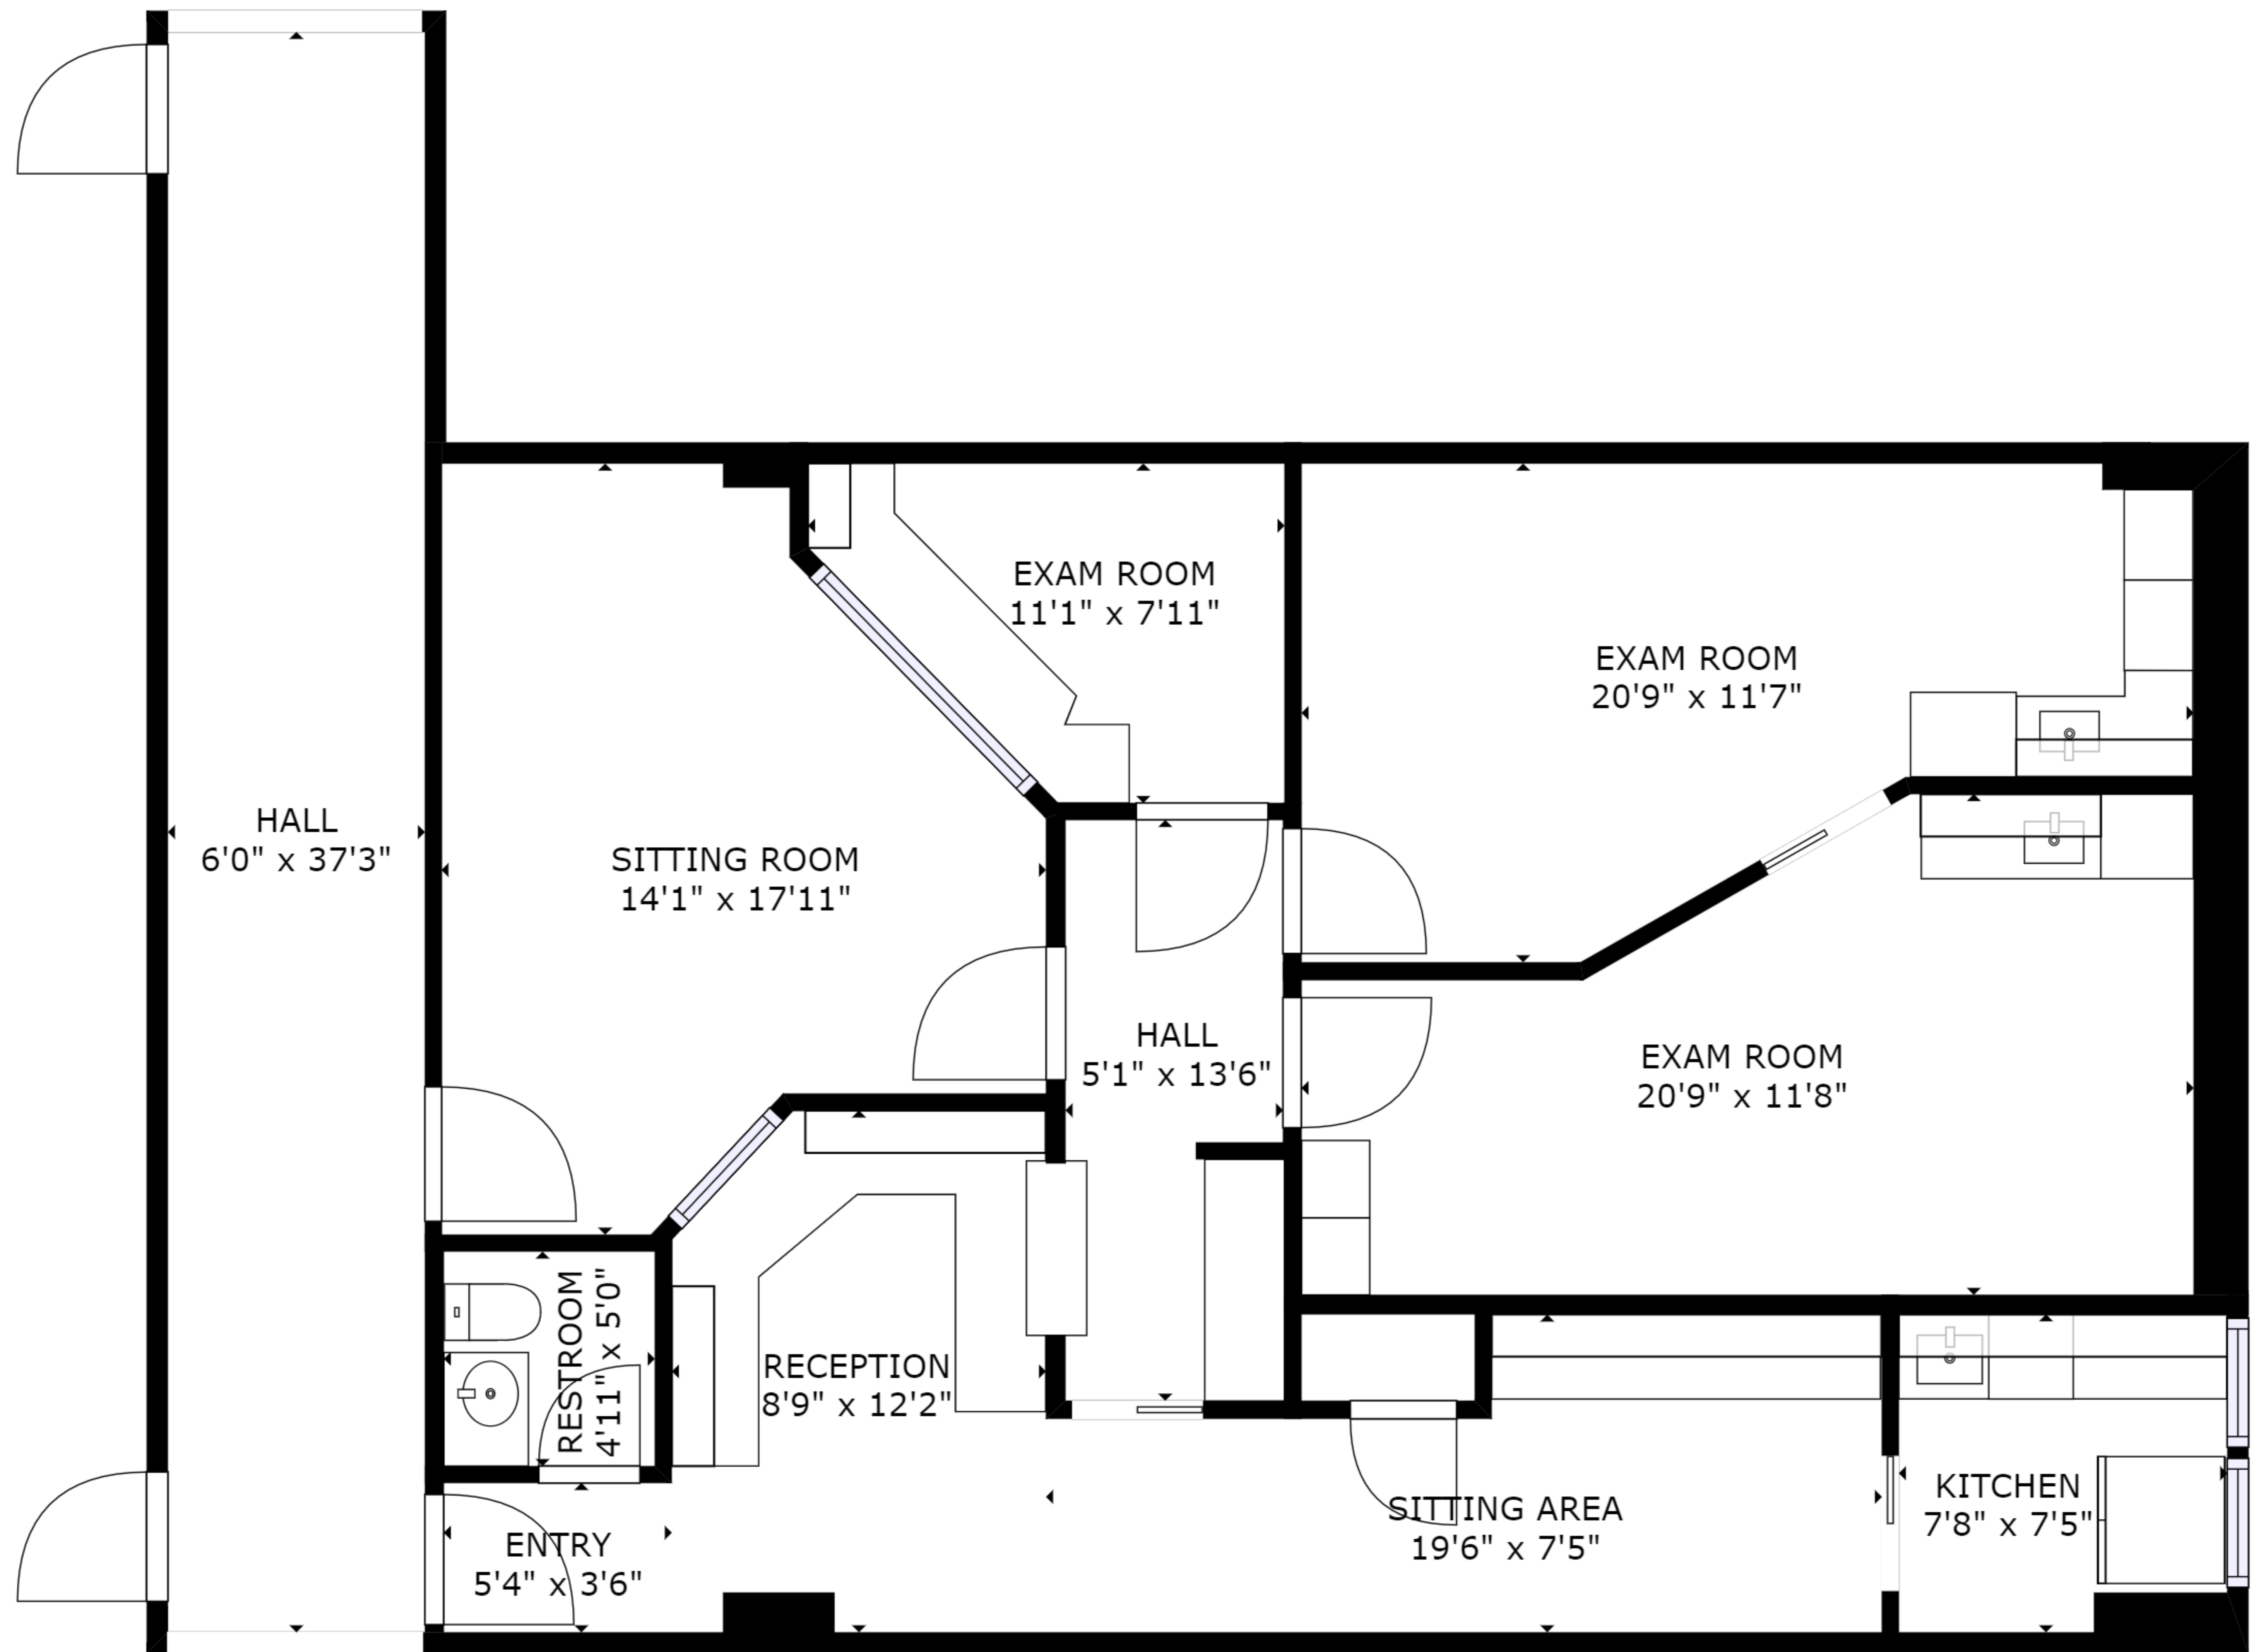 EXAM ROOM
11'1" x 7'11"
EXAM ROOM
20'9" x 11'7"
HALL
6'0" x 37'3"
SITTING ROOM
14'1" x 17'11"
HALL
5'1" x 13'6"
EXAM ROOM
20'9" x 11'8"
RESTROOM
4'11" x 5'0"
RECEPTION
8'9" x 12'2"
ENTRY
5'4" x 3'6"
SITTING AREA
19'6" x 7'5"
KITCHEN
7'8" x 7'5"